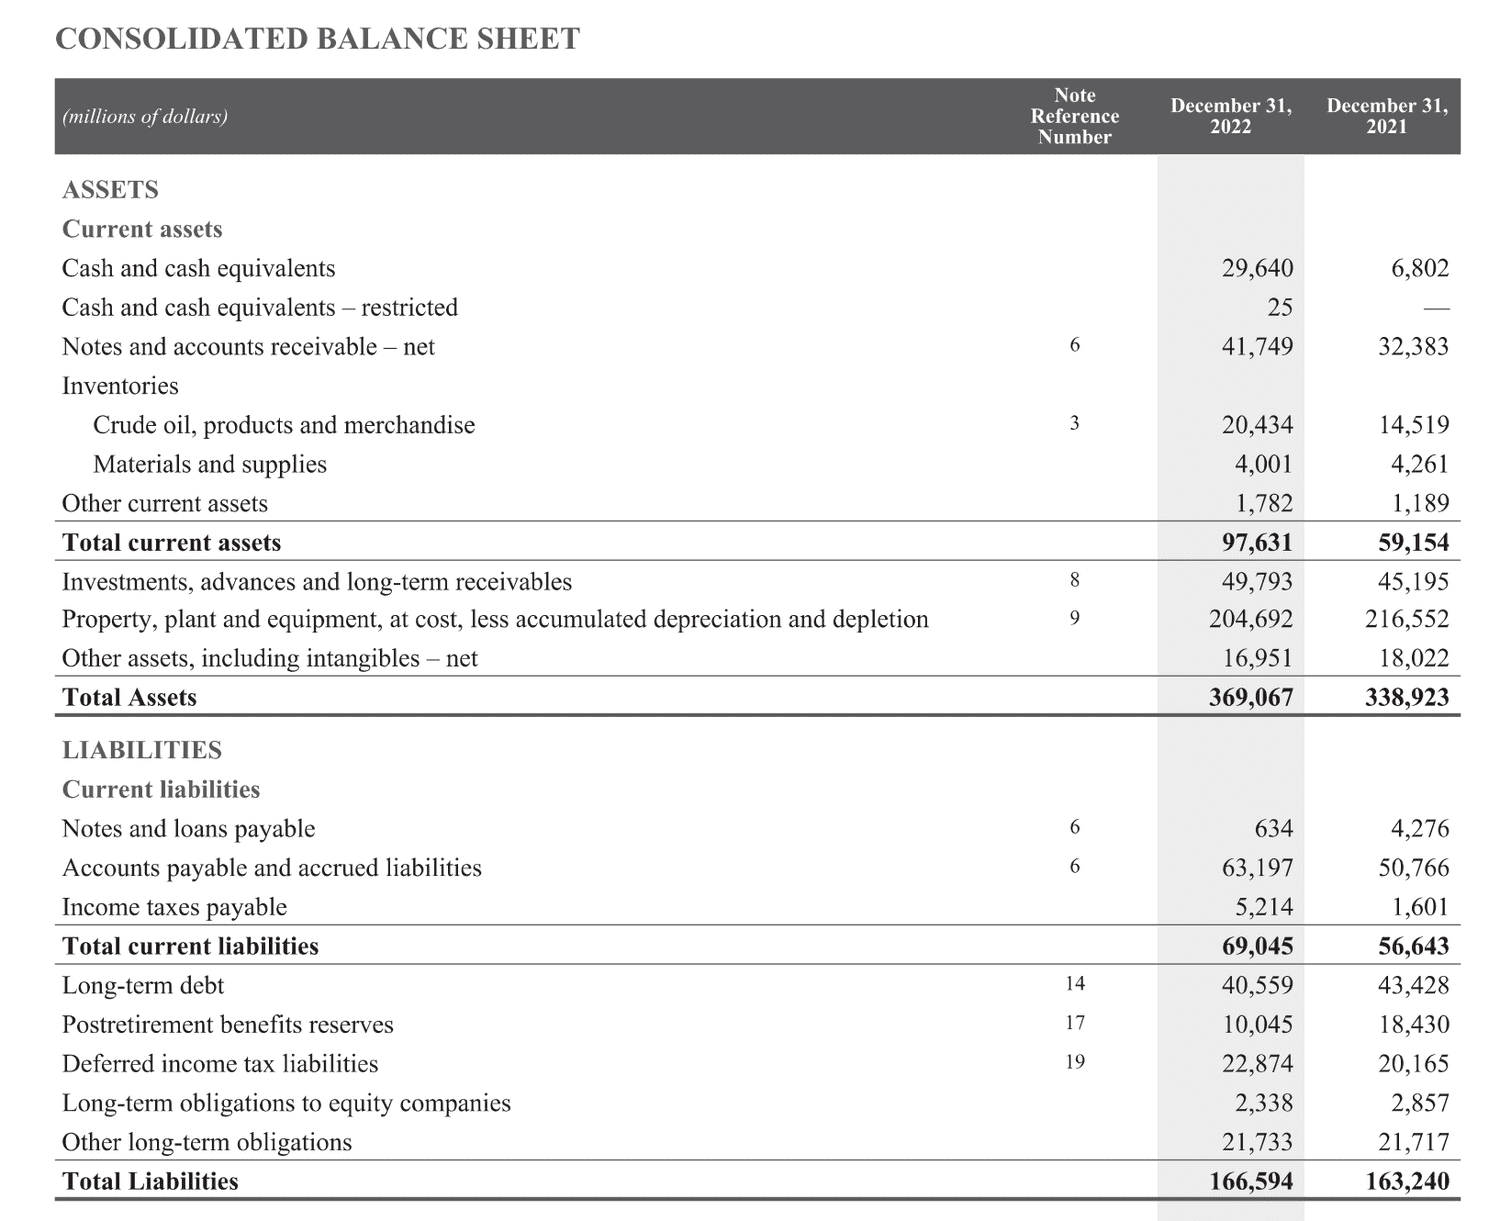 CONSOLIDATED BALANCE SHEET
(millions of dollars) Note Reference Number December 31, 2022 December 31, 2021
ASSETS
Current assets
Cash and cash equivalents 29,640 6,802
Cash and cash equivalents – restricted 25 —
Notes and accounts receivable – net 6 41,749 32,383
Inventories
Crude oil, products and merchandise 3 20,434 14,519
Materials and supplies 4,001 4,261
Other current assets 1,782 1,189
Total current assets 97,631 59,154
Investments, advances and long-term receivables 8 49,793 45,195
Property, plant and equipment, at cost, less accumulated depreciation and depletion 9 204,692 216,552
Other assets, including intangibles – net 16,951 18,022
Total Assets 369,067 338,923
LIABILITIES
Current liabilities
Notes and loans payable 6 634 4,276
Accounts payable and accrued liabilities 6 63,197 50,766
Income taxes payable 5,214 1,601
Total current liabilities 69,045 56,643
Long-term debt 14 40,559 43,428
Postretirement benefits reserves 17 10,045 18,430
Deferred income tax liabilities 19 22,874 20,165
Long-term obligations to equity companies 2,338 2,857
Other long-term obligations 21,733 21,717
Total Liabilities 166,594 163,240